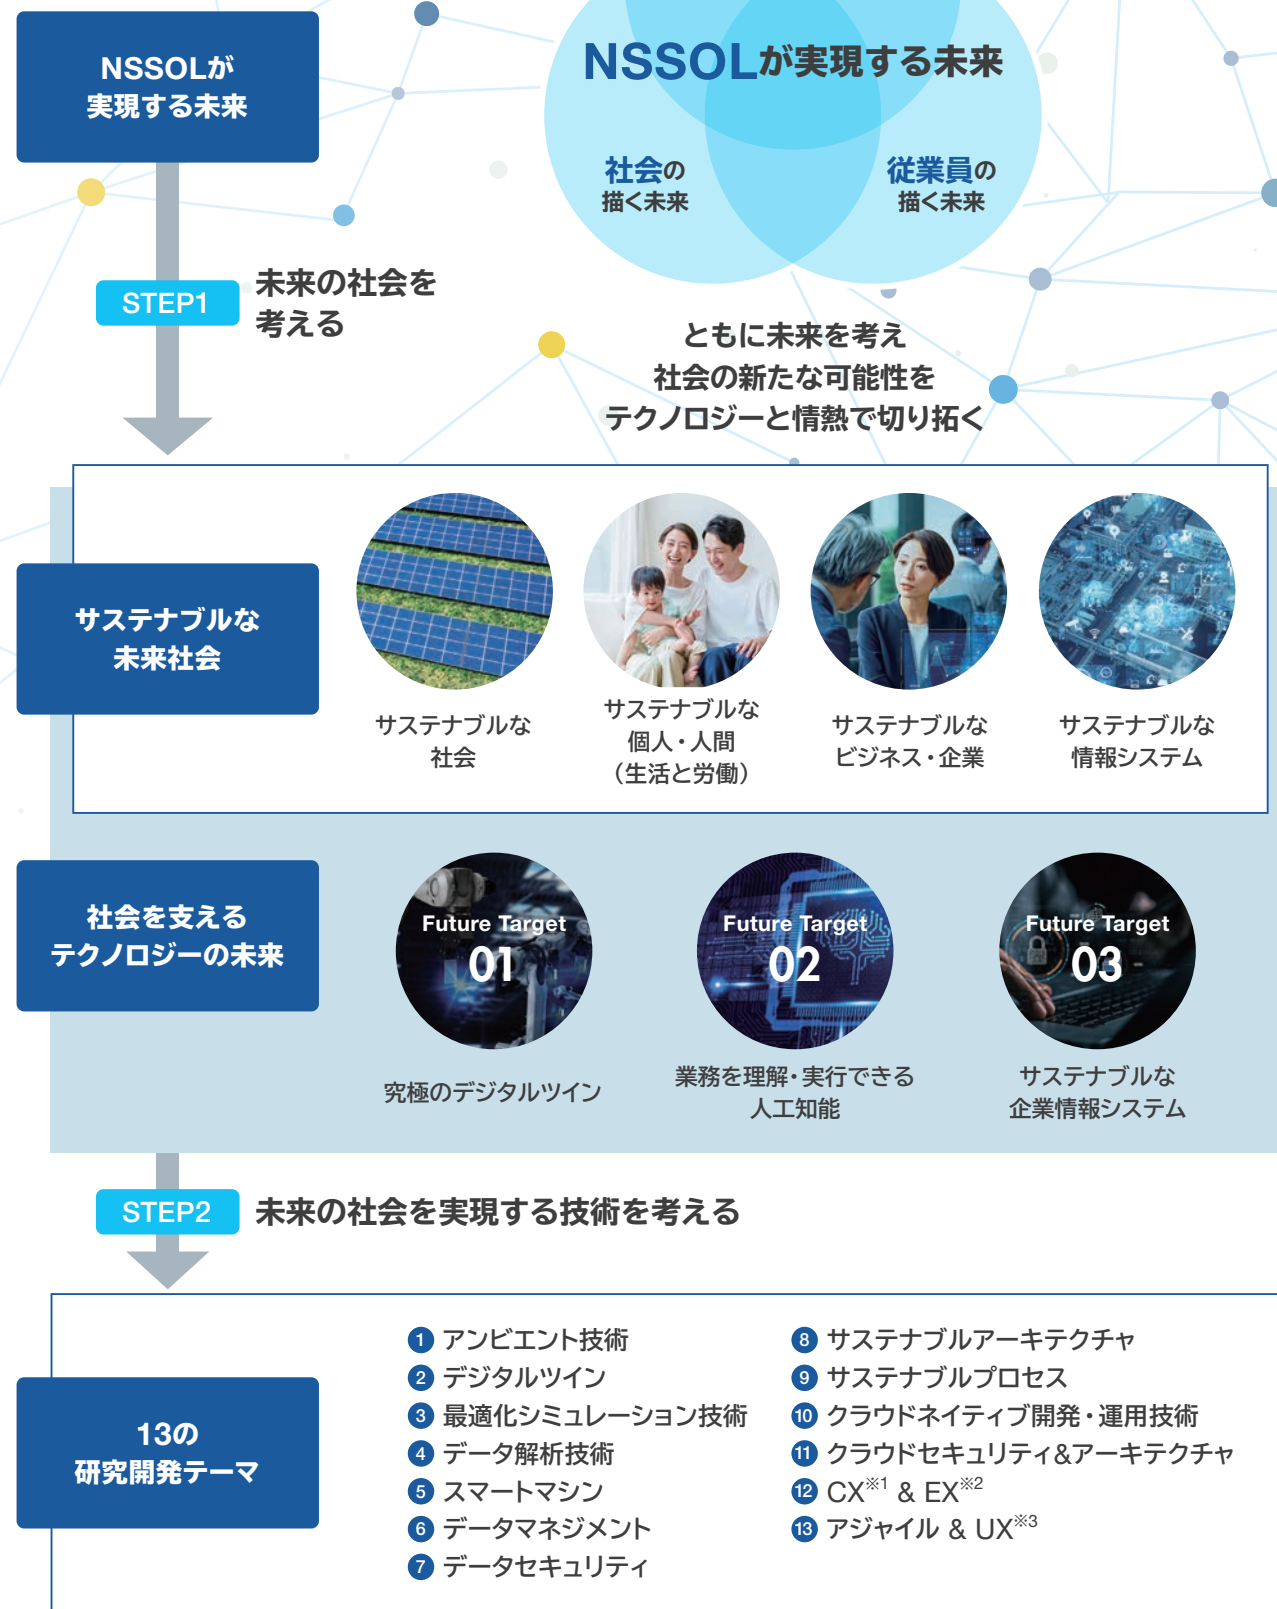 NSSOLが
実現する未来
NSSOLが実現する未来
社会の
描く未来
従業員の
描く未来
STEP1
未来の社会を
考える
ともに未来を考え
社会の新たな可能性を
テクノロジーと情熱で切り拓く
サステナブルな
未来社会
サステナブルな
社会
サステナブルな
個人・人間
（生活と労働）
サステナブルな
ビジネス・企業
サステナブルな
情報システム
社会を支える
テクノロジーの未来
Future Target
01
究極のデジタルツイン
Future Target
02
業務を理解・実行できる
人工知能
Future Target
03
サステナブルな
企業情報システム
STEP2
未来の社会を実現する技術を考える
13の
研究開発テーマ
1 アンビエント技術
2 デジタルツイン
3 最適化シミュレーション技術
4 データ解析技術
5 スマートマシン
6 データマネジメント
7 データセキュリティ
8 サステナブルアーキテクチャ
9 サステナブルプロセス
10 クラウドネイティブ開発・運用技術
11 クラウドセキュリティ&アーキテクチャ
12 CX※1 & EX※2
13 アジャイル & UX※3